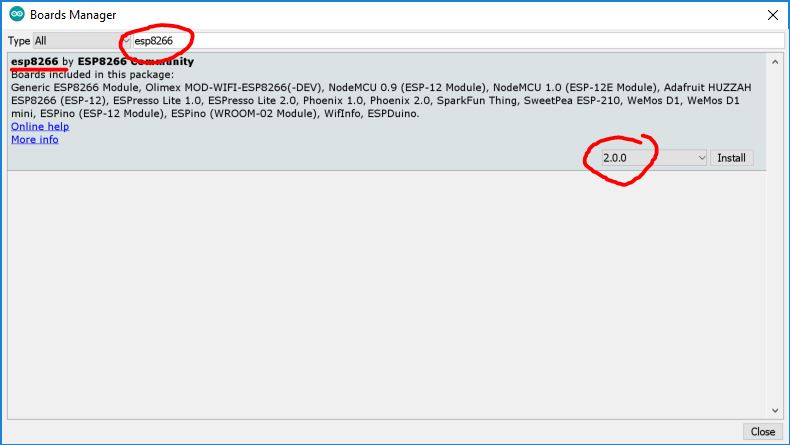 Boards Manager
Type All esp8266
esp8266 by ESP8266 Community
Boards included in this package:
Generic ESP8266 Module, Olimex MOD-WIFI-ESP8266(-DEV), NodeMCU 0.9 (ESP-12 Module), NodeMCU 1.0 (ESP-12E Module), Adafruit HUZZAH
ESP8266 (ESP-12), ESPresso Lite 1.0, ESPresso Lite 2.0, Phoenix 1.0, Phoenix 2.0, SparkFun Thing, SweetPea ESP-210, WeMos D1, WeMos D1
mini, ESPino (ESP-12 Module), ESPino (WROOM-02 Module), WifInfo, ESPDuino.
Online help
More info
2.0.0 Install
Close